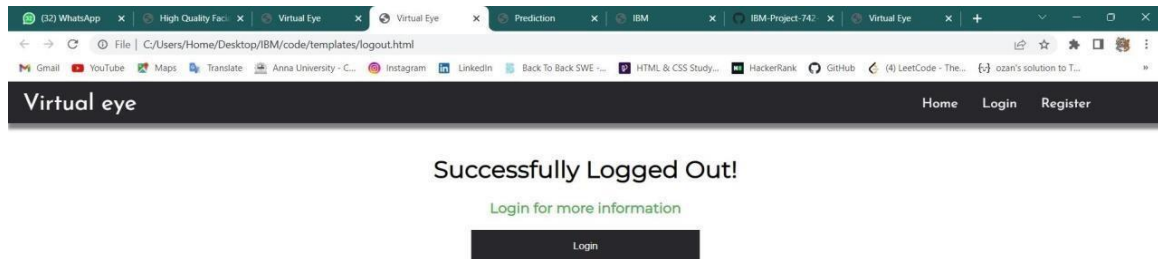 (32) WhatsApp
High Quality Faci
Virtual Eye
Virtual Eye
Prediction
IBM
IBM-Project-742-
Virtual Eye
File | C:/Users/Home/Desktop/IBM/code/templates/logout.html
Gmail YouTube Maps Translate Anna University - C... Instagram LinkedIn Back To Back SWE -... HTML & CSS Study... HackerRank GitHub (4) LeetCode - The... ozan's solution to T...
Virtual eye
Home Login Register
Successfully Logged Out!
Login for more information
Login